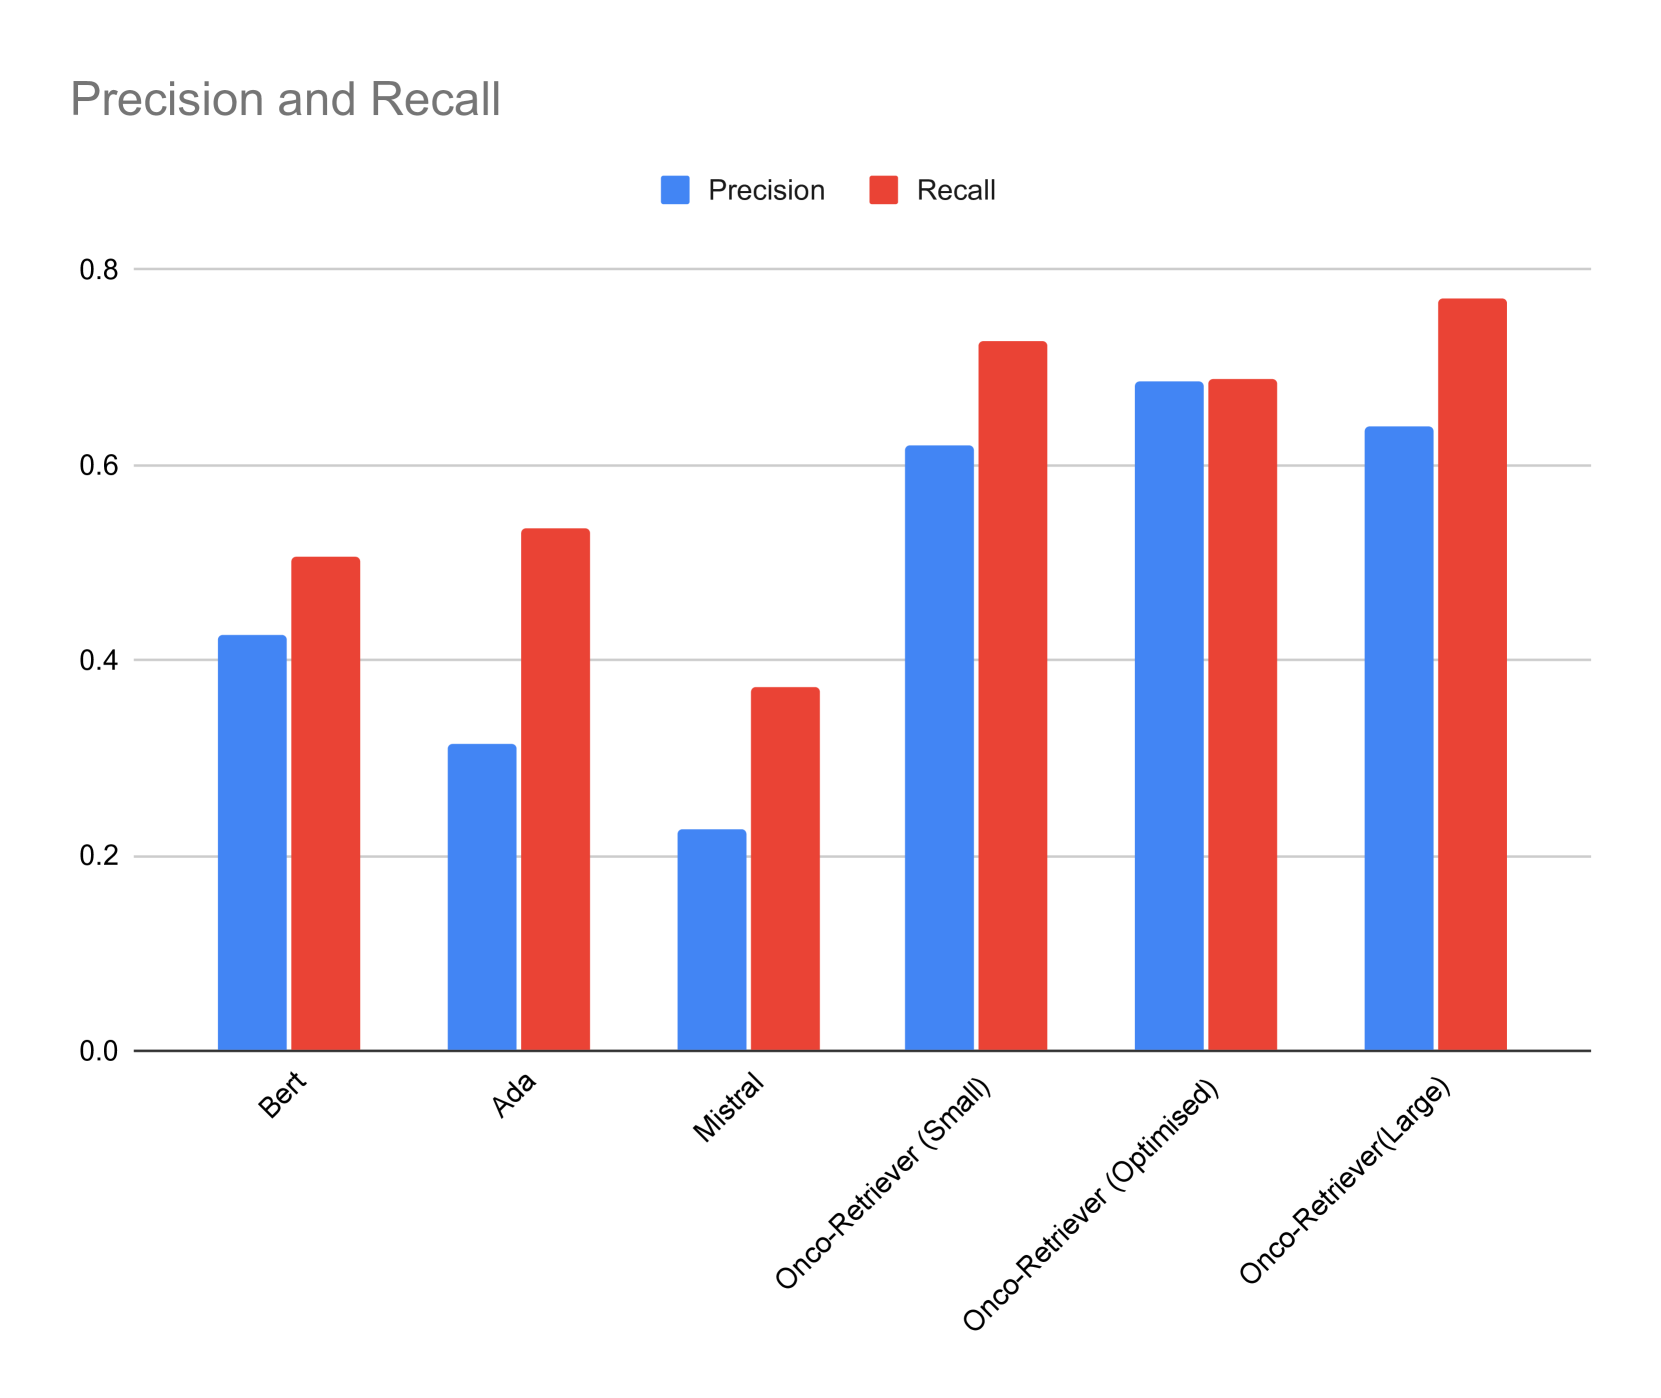 Precision and Recall
Precision
Recall
0.8
0.6
0.4
0.2
0.0
Bert
Ada
Mistral
Onco-Retriever (Small)
Onco-Retriever (Optimised)
Onco-Retriever(Large)